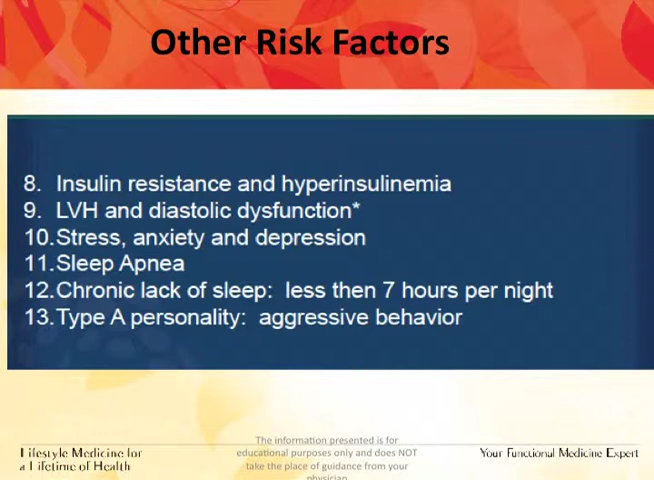 Other Risk Factors
8. Insulin resistance and hyperinsulinemia
9. LVH and diastolic dysfunction*
10.Stress, anxiety and depression
11.Sleep Apnea
12.Chronic lack of sleep: less then 7 hours per night
13.Type A personality: aggressive behavior
Lifestyle Medicine for
a Lifetime of Health
The information presented is for
educational purposes only and does NOT
take the place of guidance from your
physician
Your Functional Medicine Expert